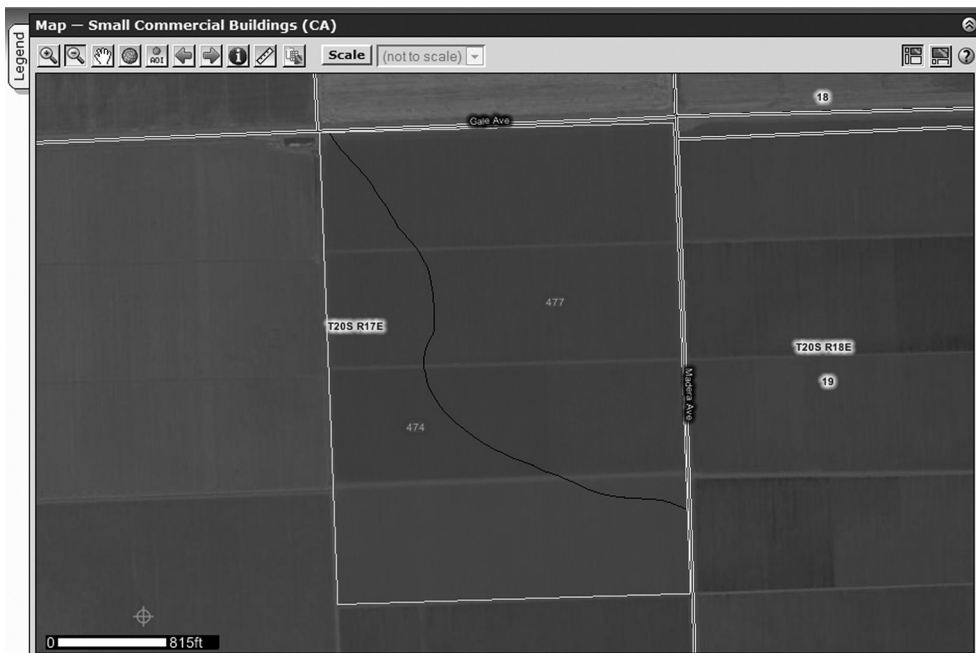 Legend
Map — Small Commercial Buildings (CA)
AOI
Scale
(not to scale)
18
Gale Ave
477
T20S R17E
T20S R18E
19
Madera Ave
474
0 815ft